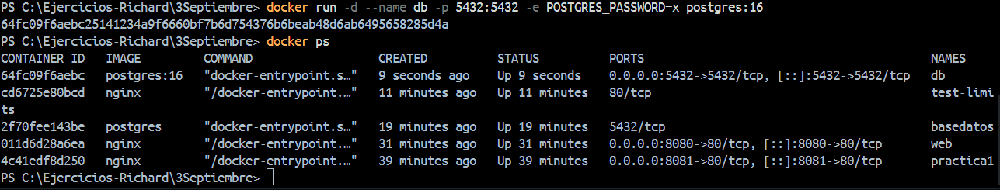 PS C:\Ejercicios-Richard\3Septiembre> docker run -d --name db -p 5432:5432 -e POSTGRES_PASSWORD=x postgres:16
64fc09f6aebc25141234a9f6660bf7b6d754376b6beab48d6ab6495658285d4a
PS C:\Ejercicios-Richard\3Septiembre> docker ps
CONTAINER ID   IMAGE         COMMAND                  CREATED          STATUS          PORTS                                         NAMES
64fc09f6aebc   postgres:16   "docker-entrypoint.s…"   9 seconds ago    Up 9 seconds    0.0.0.0:5432->5432/tcp, [::]:5432->5432/tcp   db
cd6725e80bcd   nginx         "/docker-entrypoint.…"   11 minutes ago   Up 11 minutes   80/tcp                                        test-limi
ts
2f70fee143be   postgres      "docker-entrypoint.s…"   19 minutes ago   Up 19 minutes   5432/tcp                                      basedatos
011d6d28a6ea   nginx         "/docker-entrypoint.…"   31 minutes ago   Up 31 minutes   0.0.0.0:8080->80/tcp, [::]:8080->80/tcp       web
4c41edf8d250   nginx         "/docker-entrypoint.…"   39 minutes ago   Up 39 minutes   0.0.0.0:8081->80/tcp, [::]:8081->80/tcp       practica1
PS C:\Ejercicios-Richard\3Septiembre>